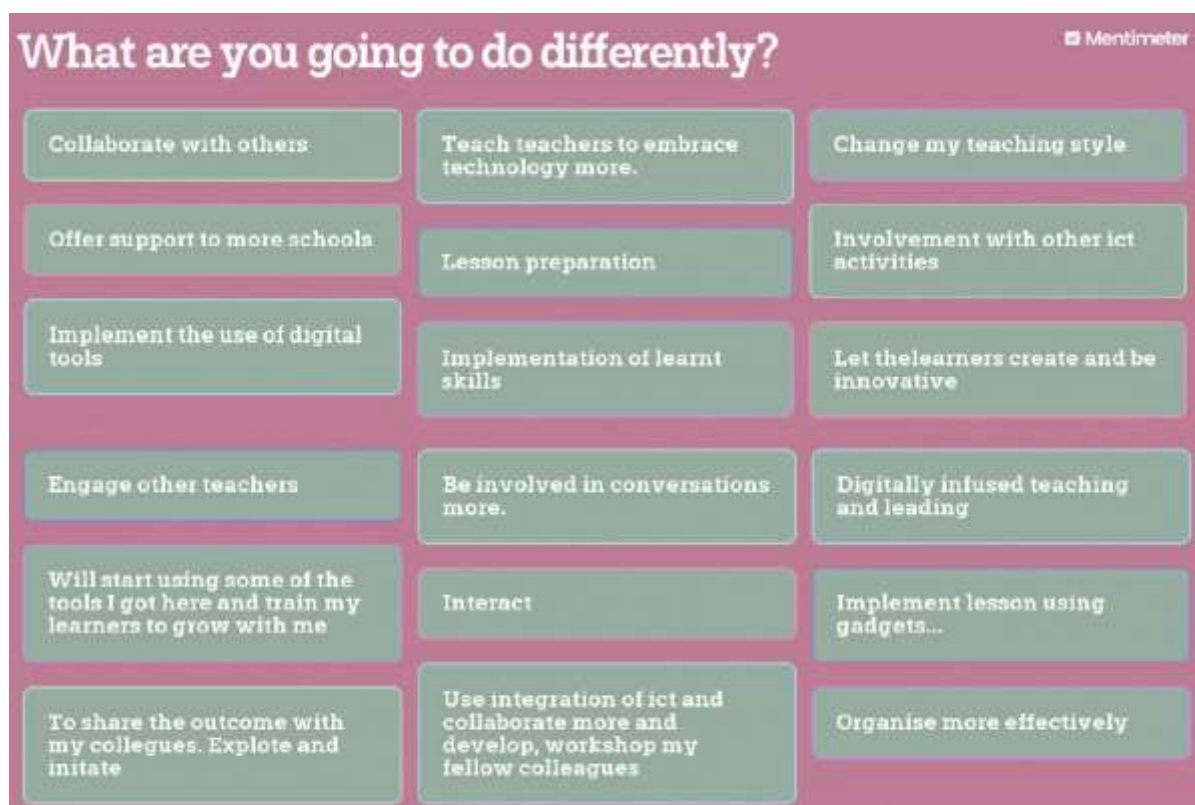 What are you going to do differently?
Mentimeter
Collaborate with others
Offer support to more schools
Implement the use of digital
tools
Teach teachers to embrace
technology more.
Lesson preparation
Implementation of learnt
skills
Change my teaching style
Involvement with other ict
activities
Let thelearners create and be
innovative
Engage other teachers
Will start using some of the
tools I got here and train my
learners to grow with me
To share the outcome with
my collegues. Explote and
initate
Be involved in conversations
more.
Interact
Use integration of ict and
collaborate more and
develop, workshop my
fellow colleagues
Digitally infused teaching
and leading
Implement lesson using
gadgets...
Organise more effectively